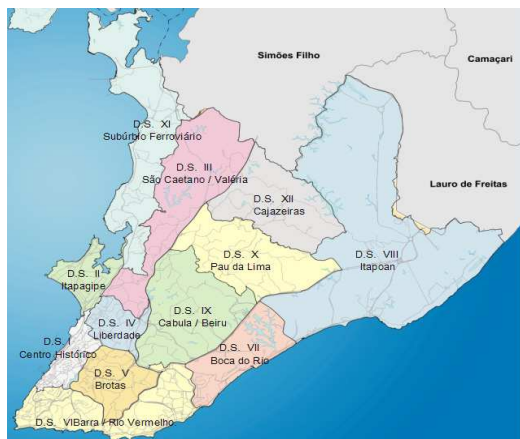 Simões Filho
Camaçari
D.S. XI
Subúrbio Ferroviário
D.S. III
São Caetano / Valéria
Lauro de Freitas
D.S. XII
Cajazeiras
D.S. X
Pau da Lima
D.S. VIII
Itapoan
D.S. II
Itapagipe
D.S. IX
Cabula / Beiru
D.S. IV
Liberdade
D.S. I
Centro Histórico
D.S. VII
Boca do Rio
D.S. V
Brotas
D.S. VIBarra / Rio Vermelho